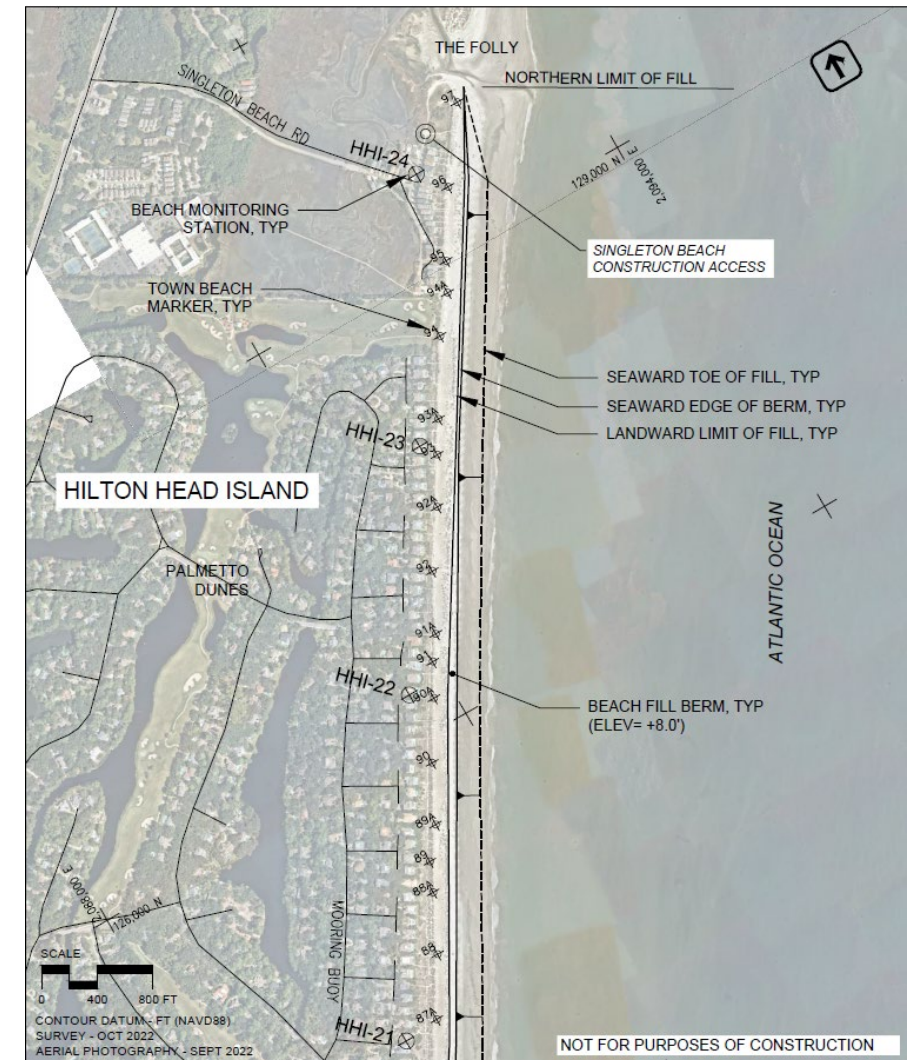 THE FOLLY
NORTHERN LIMIT OF FILL
SINGLETON BEACH RD
97
HHI-24
129,000 N
E
2,094,000
96
BEACH MONITORING
STATION, TYP
SINGLETON BEACH
CONSTRUCTION ACCESS
95
TOWN BEACH
MARKER, TYP
94A
94
SEAWARD TOE OF FILL, TYP
SEAWARD EDGE OF BERM, TYP
LANDWARD LIMIT OF FILL, TYP
93A
HHI-23
93
HILTON HEAD ISLAND
92A
ATLANTIC OCEAN
PALMETTO
DUNES
92
91A
91
HHI-22
90A
BEACH FILL BERM, TYP
(ELEV= +8.0')
90
89A
89
88A
2,088,000 E
126,000 N
MOORING BUOY
88
SCALE
0 400 800 FT
87A
CONTOUR DATUM - FT (NAVD88)
SURVEY - OCT 2022
AERIAL PHOTOGRAPHY - SEPT 2022
HHI-21
NOT FOR PURPOSES OF CONSTRUCTION